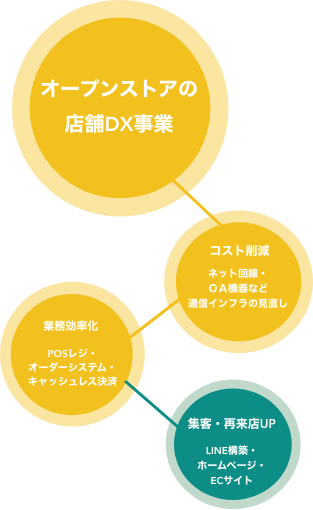 オープンストアの
店舗DX事業
コスト削減
ネット回線・
ＯＡ機器など
通信インフラの見直し
業務効率化
POSレジ・
オーダーシステム・
キャッシュレス決済
集客・再来店UP
LINE構築・
ホームページ・
ECサイト